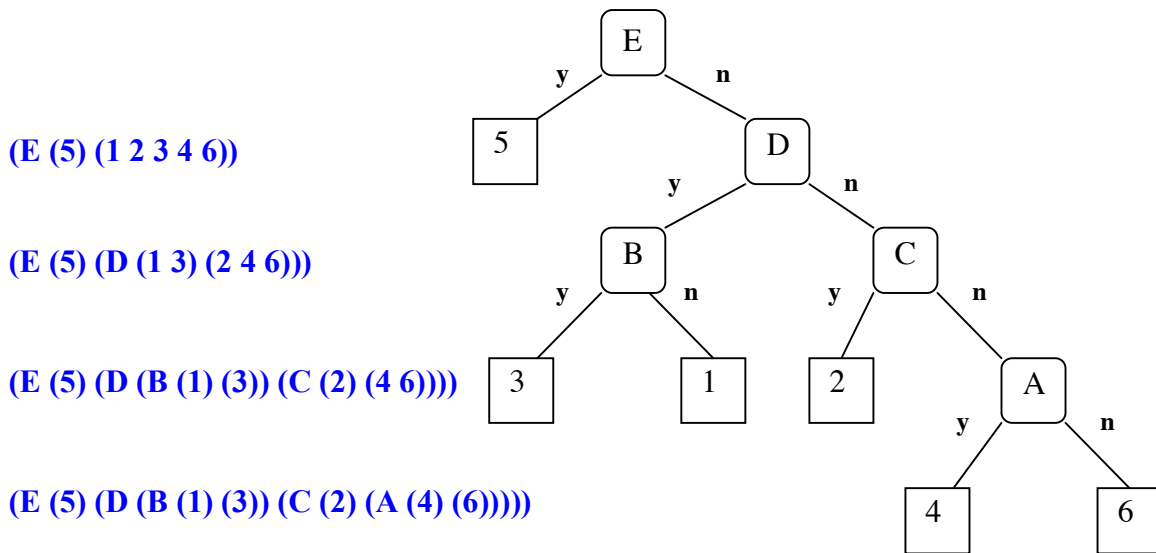 E
y n
(E (5) (1 2 3 4 6))
5 D
y n
(E (5) (D (1 3) (2 4 6)))
B C
y n y n
(E (5) (D (B (1) (3)) (C (2) (4 6))))
3 1 2 A
y n
(E (5) (D (B (1) (3)) (C (2) (A (4) (6)))))
4 6